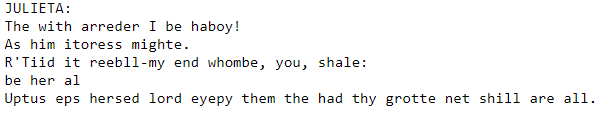 JULIETA:
The with arreder I be haboy!
As him itoress mighte.
R'Tiid it reebll-my end whombe, you, shale:
be her al
Uptus eps hersed lord eyepy them the had thy grotte net shill are all.